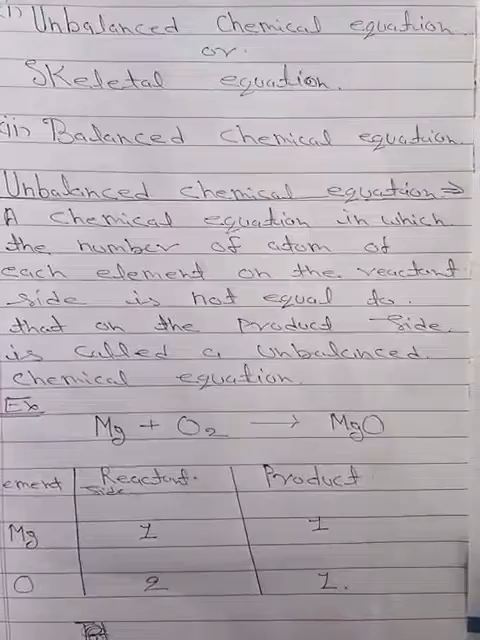 i) Unbalanced Chemical equation
or
Skeletal equation.
ii) Balanced chemical equation
Unbalanced chemical equation ⇒
A chemical equation in which
the number of atom of
each element on the reactant
side is not equal to
that on the product side.
is called a unbalanced.
chemical equation.
Ex
Mg + O₂ → MgO
ement Reactant side Product
Mg 1 1
O 2 1.